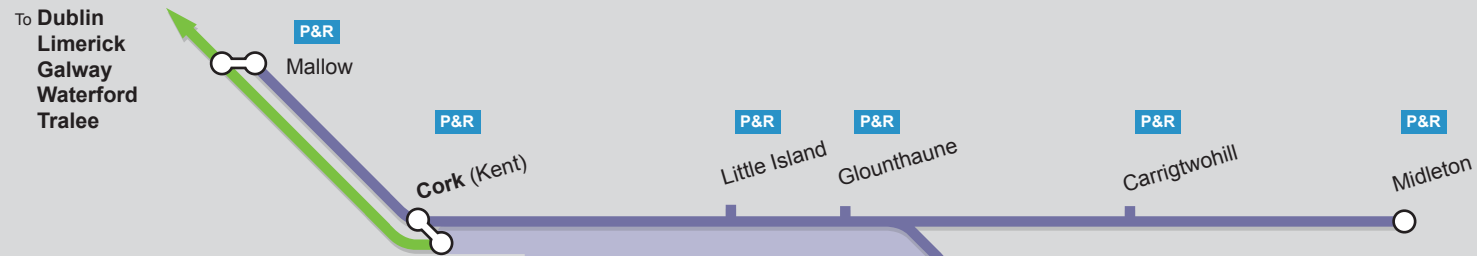 To Dublin
Limerick
Galway
Waterford
Tralee
P&R
Mallow
P&R
Cork (Kent)
P&R
Little Island
P&R
Glounthaune
P&R
Carrigtwohill
P&R
Midleton